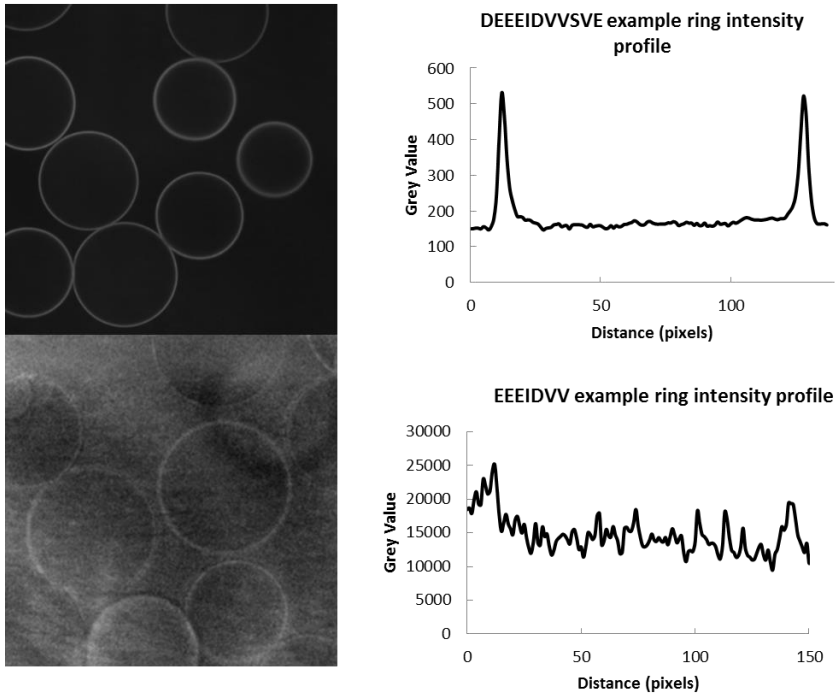 DEEEIDVVSVE example ring intensity
profile
600
500
400
300
200
100
0
0 50 100
Grey Value
Distance (pixels)
EEEIDVV example ring intensity profile
30000
25000
20000
15000
10000
5000
0
0 50 100 150
Grey Value
Distance (pixels)